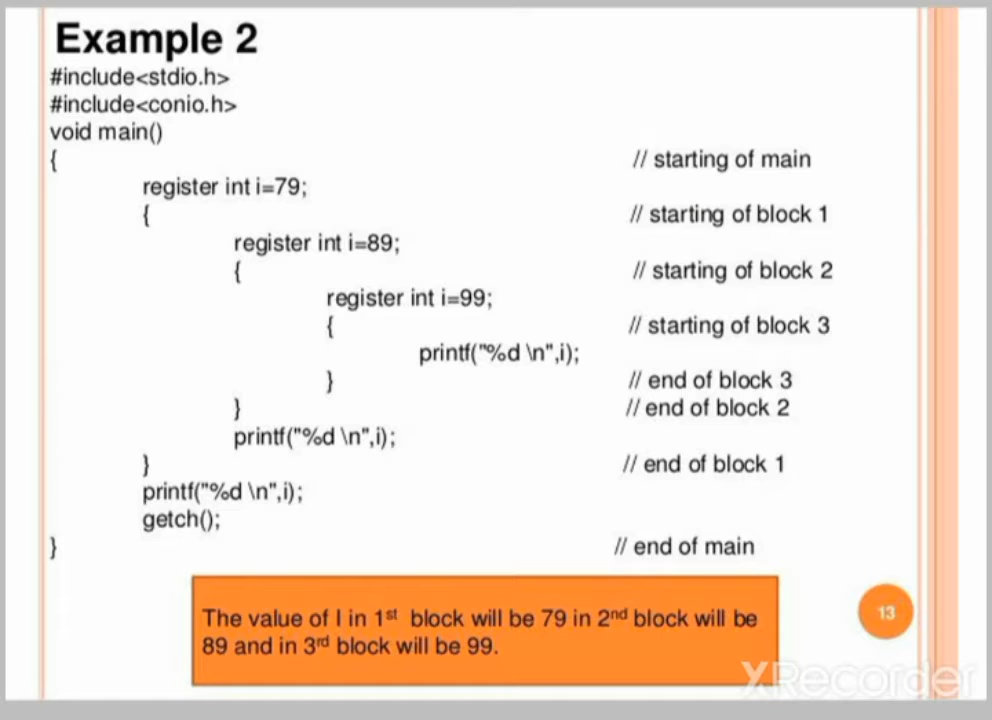 Example 2
#include<stdio.h>
#include<conio.h>
void main()
{ // starting of main
register int i=79;
{ // starting of block 1
register int i=89;
{ // starting of block 2
register int i=99;
{ // starting of block 3
printf("%d \n",i);
} // end of block 3
} // end of block 2
printf("%d \n",i);
} // end of block 1
printf("%d \n",i);
getch();
} // end of main
The value of I in 1st block will be 79 in 2nd block will be
89 and in 3rd block will be 99.
13
XRecorder